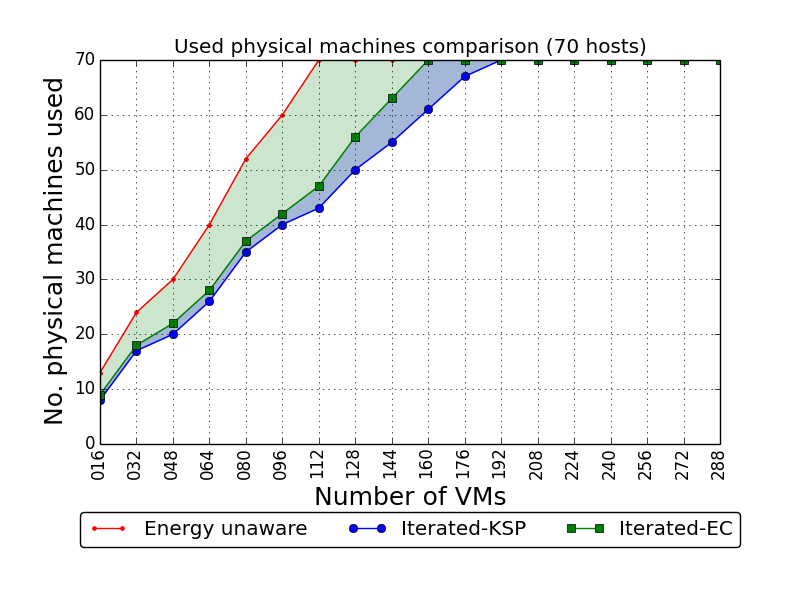 Used physical machines comparison (70 hosts)
No. physical machines used
70
60
50
40
30
20
10
0
016 032 048 064 080 096 112 128 144 160 176 192 208 224 240 256 272 288
Number of VMs
Energy unaware Iterated-KSP Iterated-EC